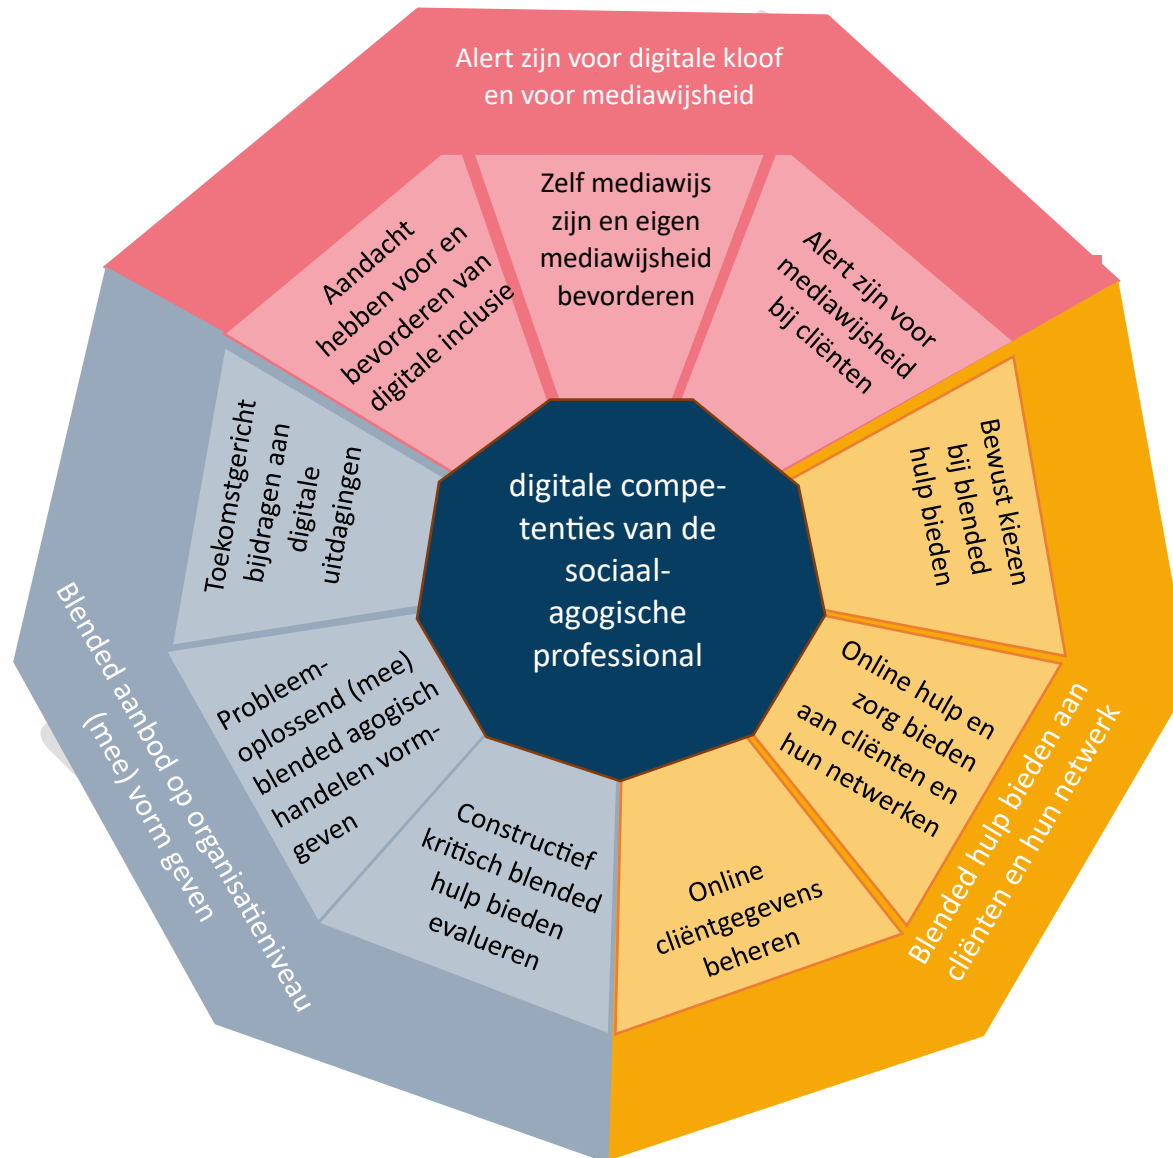 Alert zijn voor digitale kloof
en voor mediawijsheid
Aandacht
hebben voor en
bevorderen van
digitale inclusie
Zelf mediawijs
zijn en eigen
mediawijsheid
bevorderen
Alert zijn voor
mediawijsheid
bij cliënten
Bewust kiezen
bij blended
hulp bieden
Online hulp en
zorg bieden
aan cliënten en
hun netwerken
Online
cliëntgegevens
beheren
Blended hulp bieden aan
cliënten en hun netwerk
Constructief
kritisch blended
hulp bieden
evalueren
Probleem-
oplossend (mee)
blended agogisch
handelen vorm-
geven
Toekomstgericht
bijdragen aan
digitale
uitdagingen
Blended aanbod op organisatieniveau
(mee) vorm geven
digitale compe-
tenties van de
sociaal-
agogische
professional